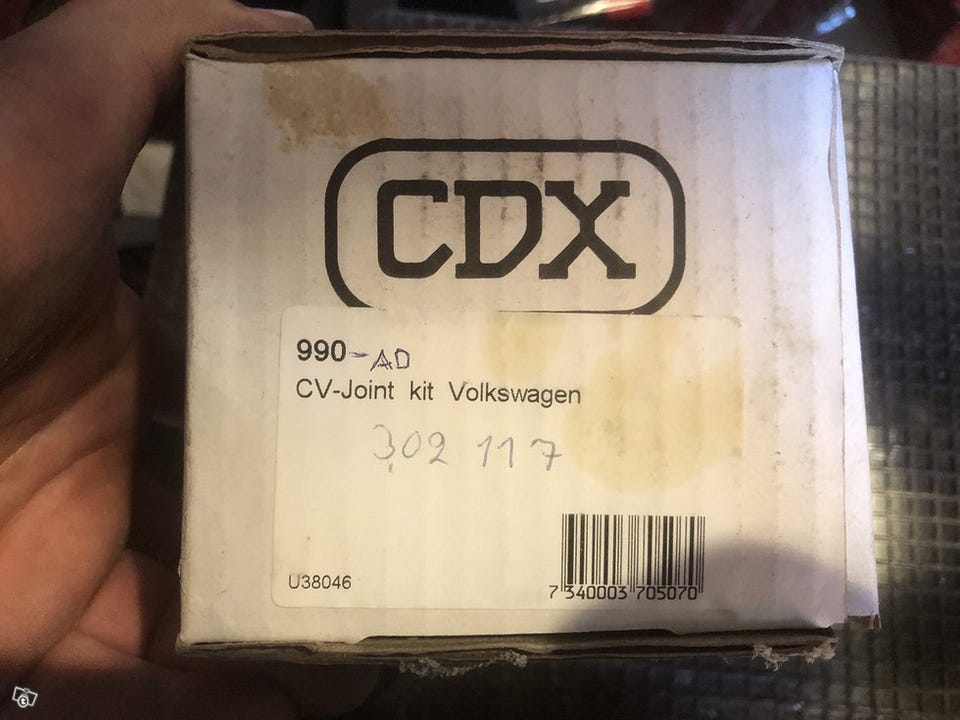 CDX
990-AD
CV-Joint kit Volkswagen
302 117
U38046
7 340003 705070